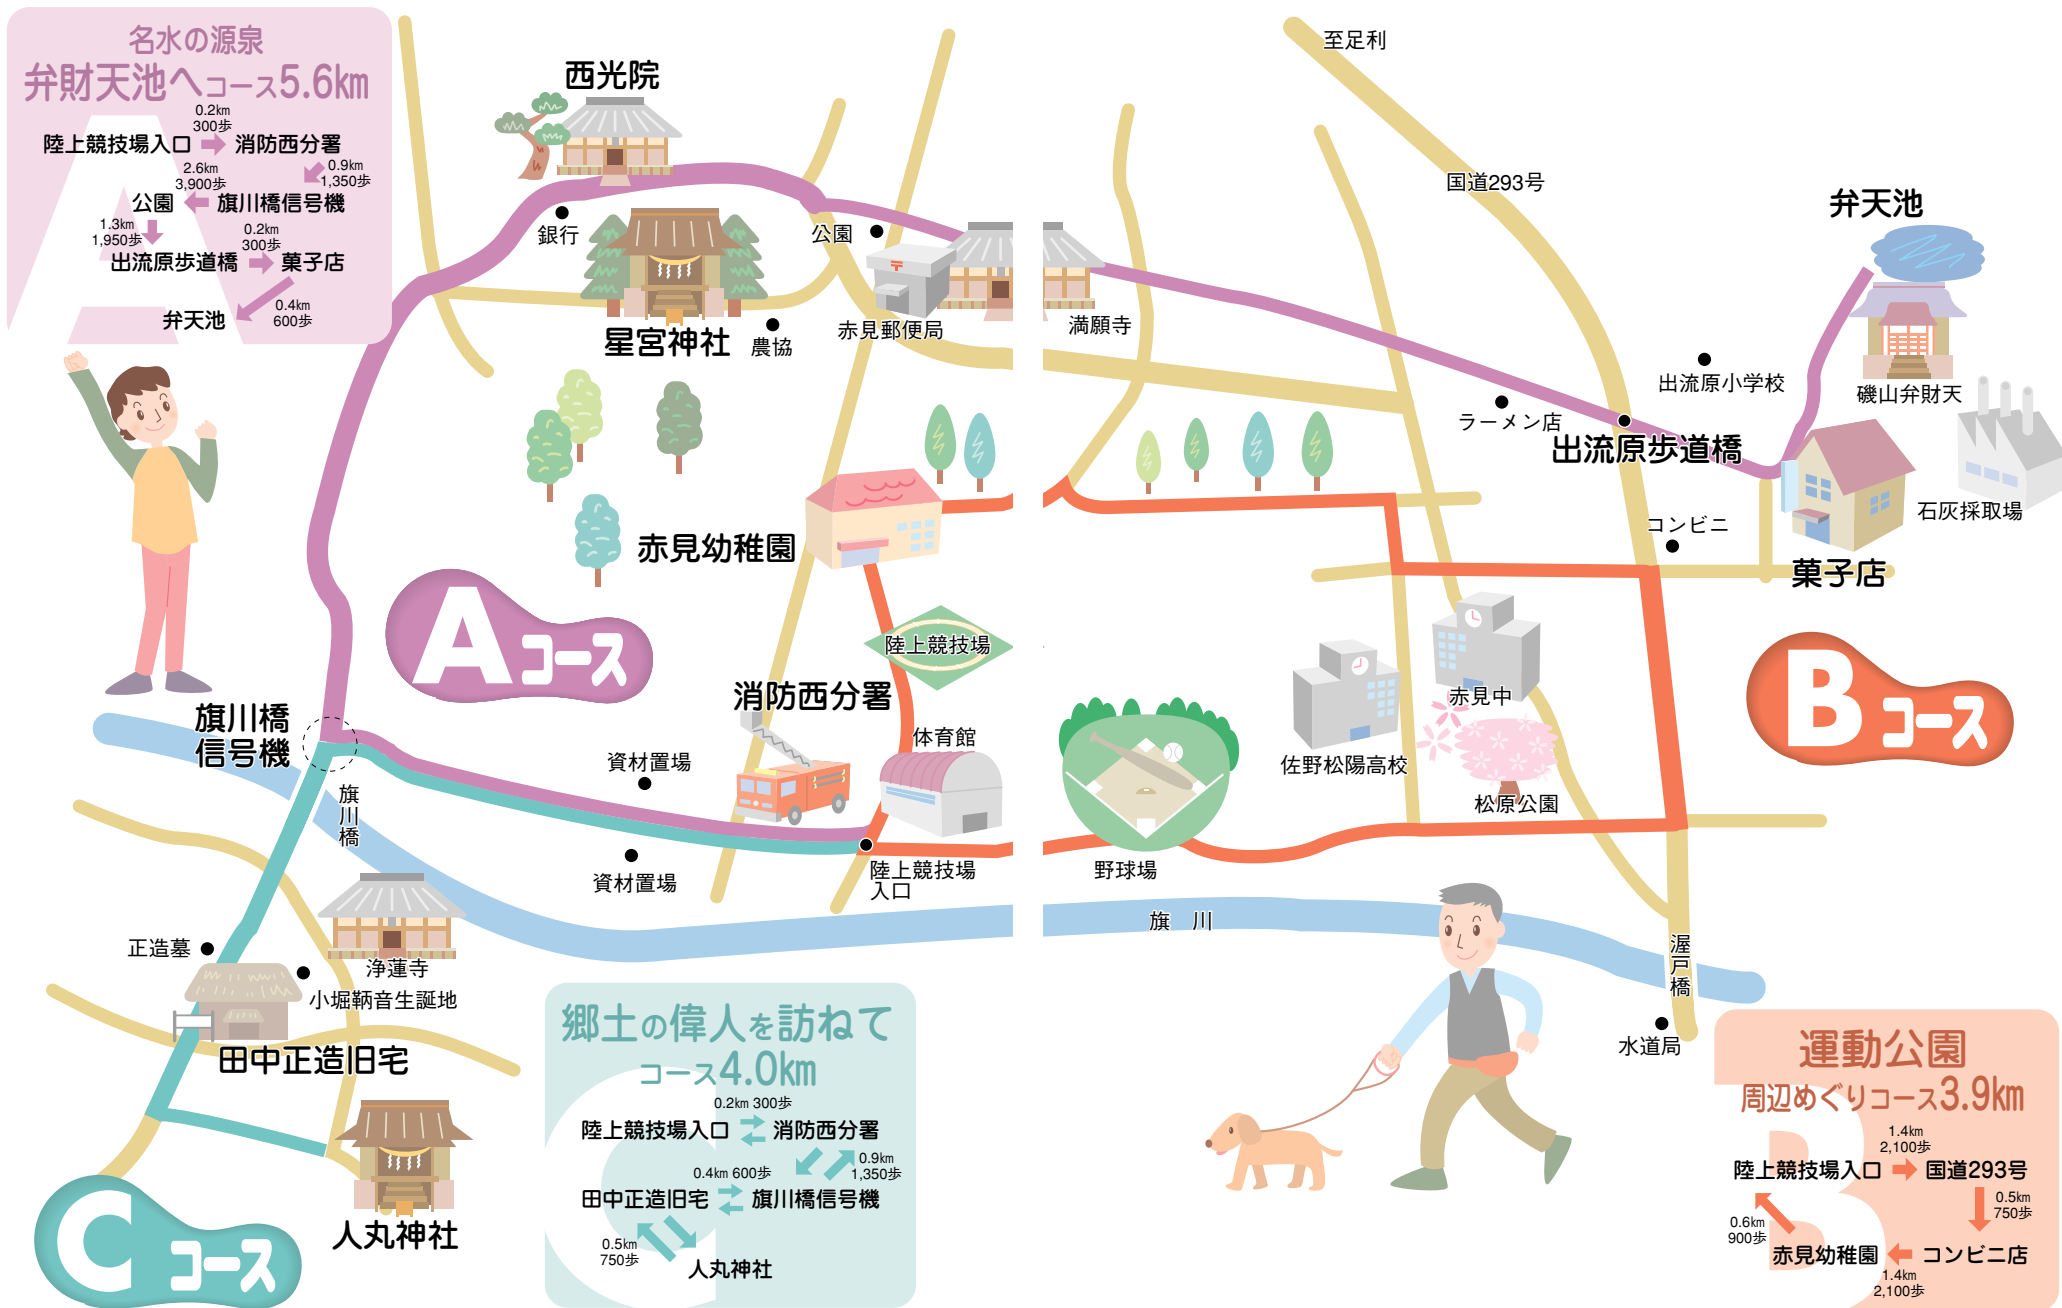 名水の源泉
弁財天池へコース5.6km
0.2km
300歩
陸上競技場入口
消防西分署
0.9km
1,350歩
2.6km
3,900歩
公園
旗川橋信号機
1.3km
1,950歩
0.2km
300歩
出流原歩道橋
菓子店
0.4km
600歩
弁天池
西光院
銀行
公園
星宮神社
農協
赤見郵便局
満願寺
至足利
国道293号
弁天池
出流原小学校
磯山弁財天
ラーメン店
出流原歩道橋
石灰採取場
コンビニ
菓子店
赤見幼稚園
Aコース
陸上競技場
消防西分署
体育館
旗川橋
信号機
旗川橋
資材置場
資材置場
陸上競技場
入口
野球場
佐野松陽高校
赤見中
松原公園
Bコース
旗 川
渥戸橋
水道局
正造墓
浄蓮寺
小堀鞆音生誕地
田中正造旧宅
人丸神社
Cコース
郷土の偉人を訪ねて
コース4.0km
0.2km 300歩
陸上競技場入口
消防西分署
0.9km
1,350歩
0.4km 600歩
田中正造旧宅
旗川橋信号機
0.5km
750歩
人丸神社
C
運動公園
周辺めぐりコース3.9km
1.4km
2,100歩
陸上競技場入口
国道293号
0.5km
750歩
0.6km
900歩
赤見幼稚園
コンビニ店
1.4km
2,100歩
B
A